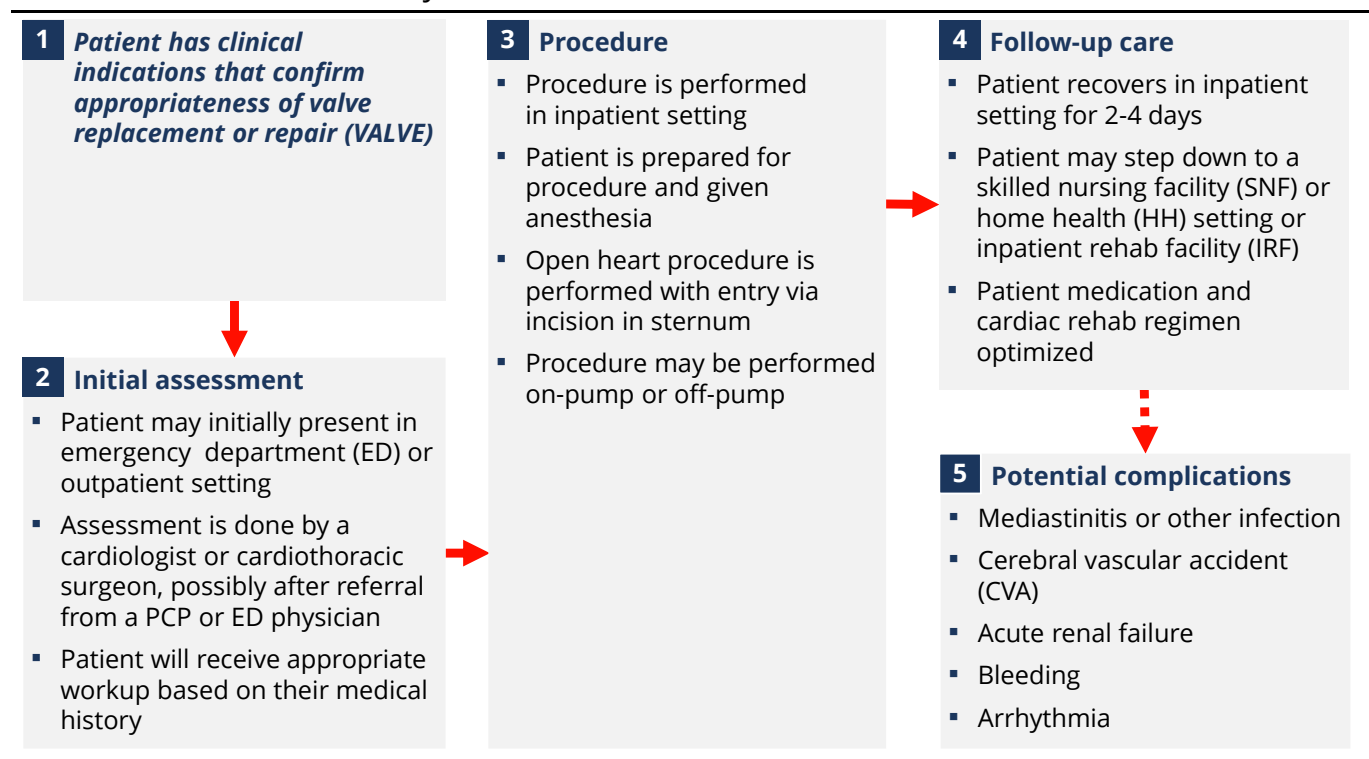 1 Patient has clinical
indications that confirm
appropriateness of valve
replacement or repair (VALVE)
2 Initial assessment
▪ Patient may initially present in
emergency department (ED) or
outpatient setting
▪ Assessment is done by a
cardiologist or cardiothoracic
surgeon, possibly after referral
from a PCP or ED physician
▪ Patient will receive appropriate
workup based on their medical
history
3 Procedure
▪ Procedure is performed
in inpatient setting
▪ Patient is prepared for
procedure and given
anesthesia
▪ Open heart procedure is
performed with entry via
incision in sternum
▪ Procedure may be performed
on-pump or off-pump
4 Follow-up care
▪ Patient recovers in inpatient
setting for 2-4 days
▪ Patient may step down to a
skilled nursing facility (SNF) or
home health (HH) setting or
inpatient rehab facility (IRF)
▪ Patient medication and
cardiac rehab regimen
optimized
5 Potential complications
▪ Mediastinitis or other infection
▪ Cerebral vascular accident
(CVA)
▪ Acute renal failure
▪ Bleeding
▪ Arrhythmia